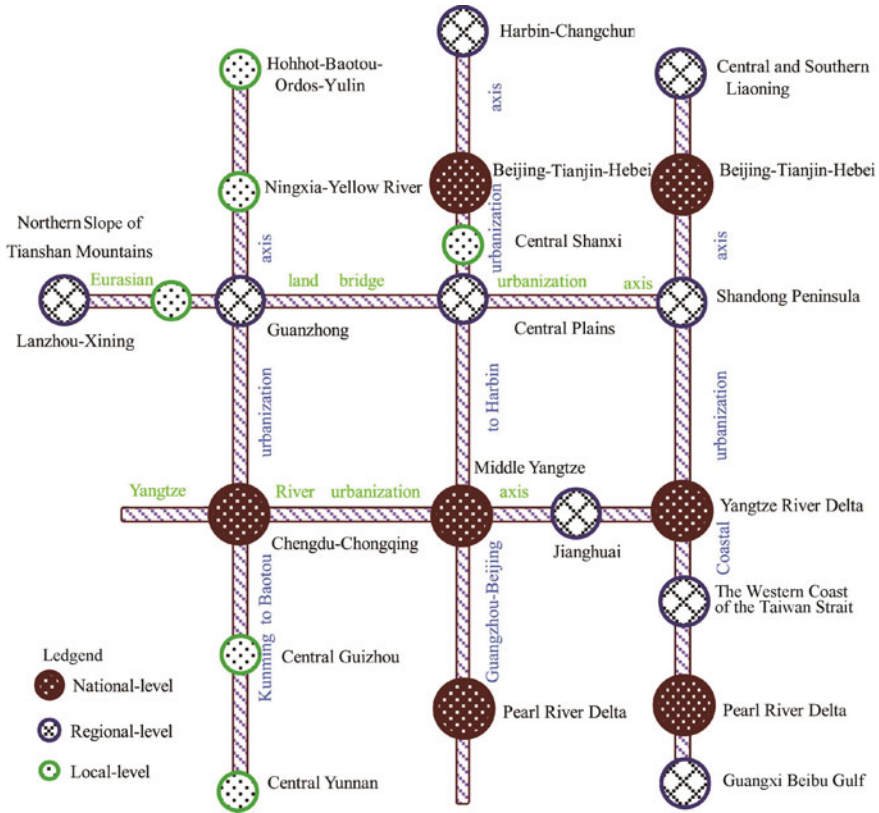 Harbin-Changchun
Hohhot-Baotou-
Ordos-Yulin
Central and Southern
Liaoning
axis
Beijing-Tianjin-Hebei
Beijing-Tianjin-Hebei
Ningxia-Yellow River
urbanization
Northern Slope of
Tianshan Mountains
axis
Central Shanxi
axis
Eurasian land bridge urbanization axis
Shandong Peninsula
Lanzhou-Xining
Guanzhong
Central Plains
urbanization
to Harbin
urbanization
Middle Yangtze
Yangtze River urbanization axis
Yangtze River Delta
Chengdu-Chongqing
Jianghuai
Coastal
Kunming to Baotou
Guangzhou-Beijing
The Western Coast
of the Taiwan Strait
Central Guizhou
Ledgend
National-level
Regional-level
Local-level
Pearl River Delta
Pearl River Delta
Central Yunnan
Guangxi Beibu Gulf